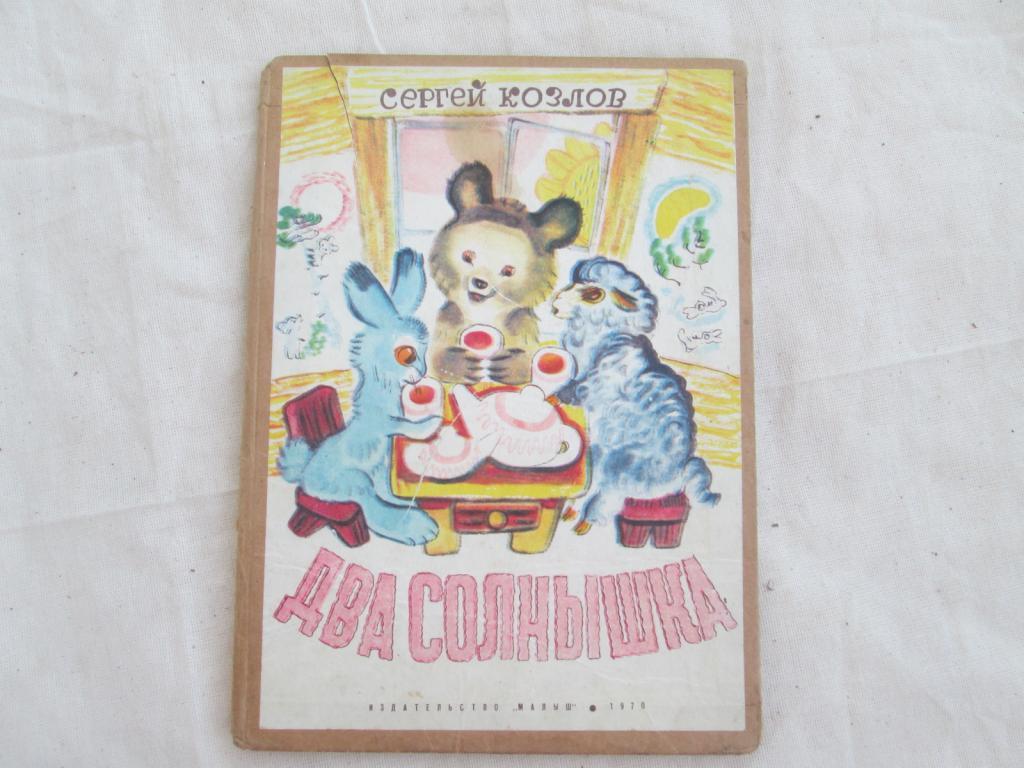 СЕРГЕЙ КОЗЛОВ
ДВА СОЛНЫШКА
ИЗДАТЕЛЬСТВО „МАЛЫШ“ • 1970